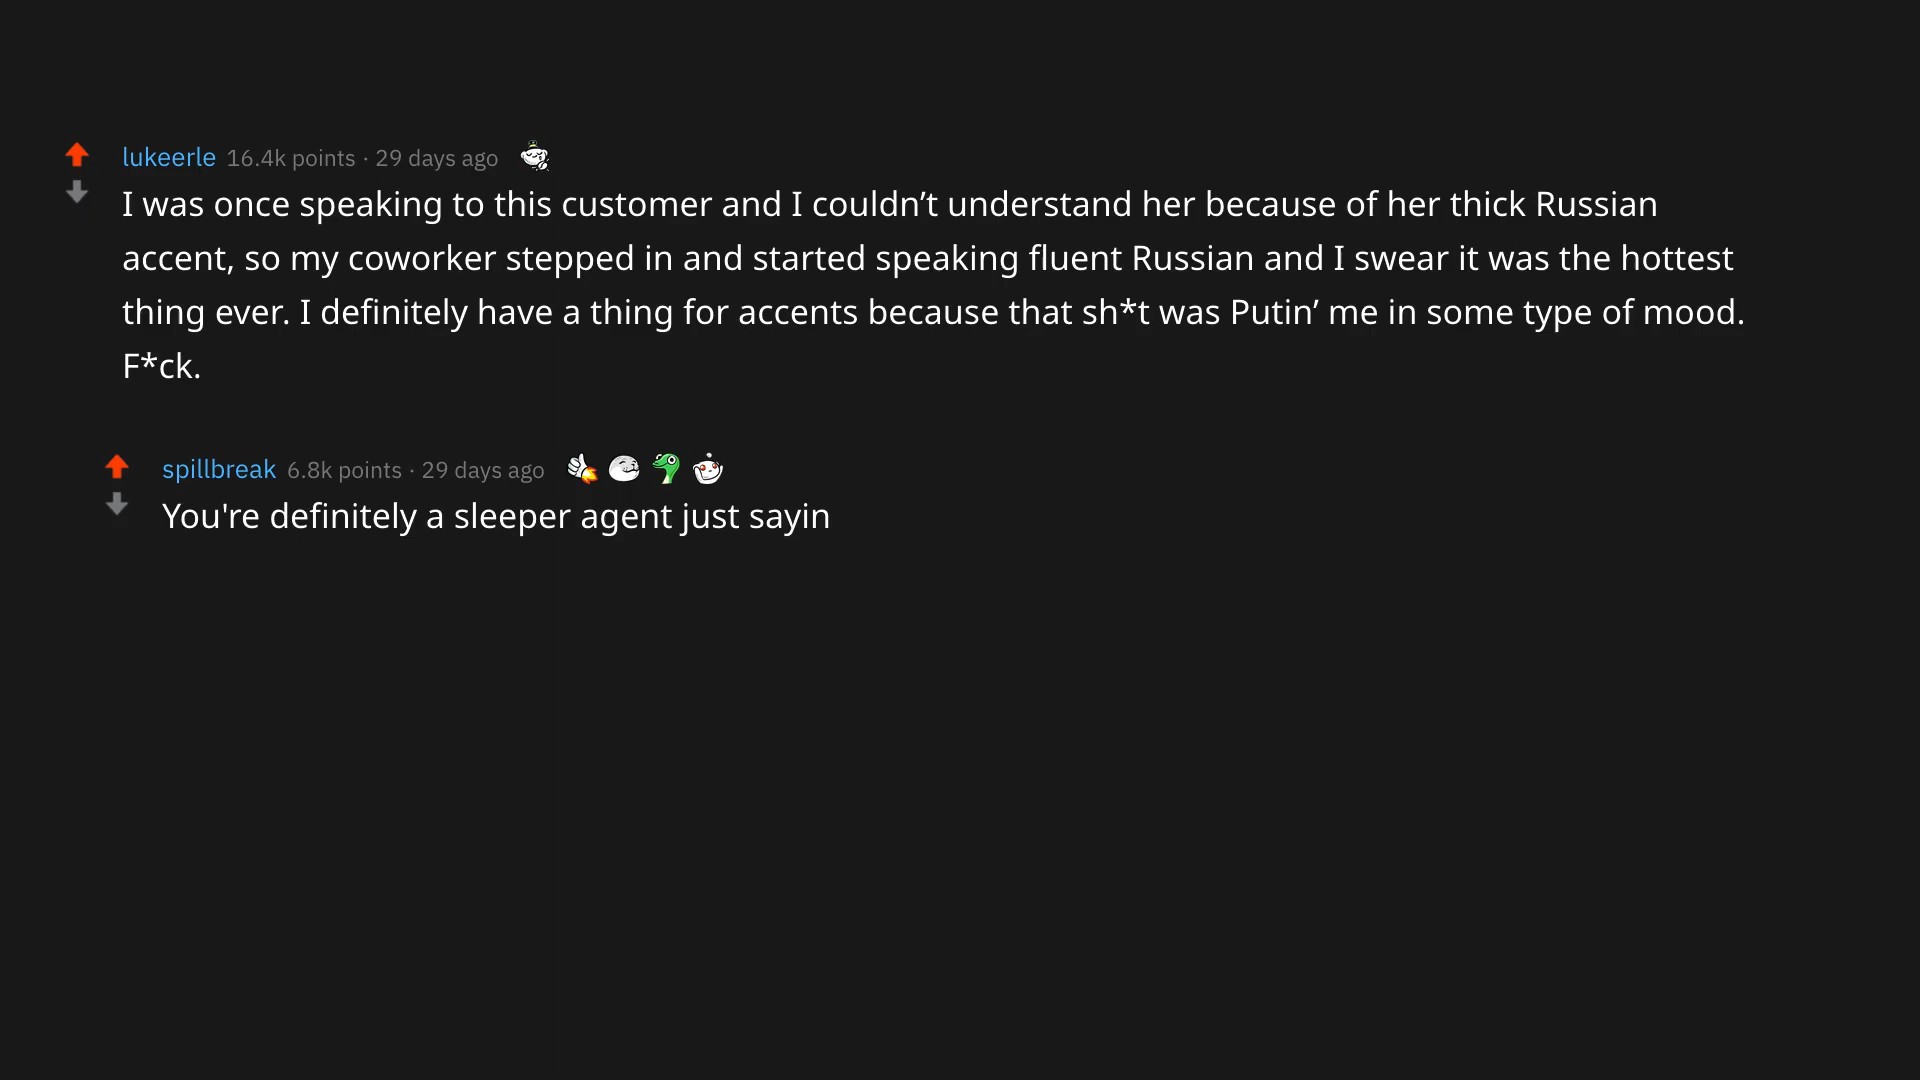 lukeerle 16.4k points · 29 days ago
I was once speaking to this customer and I couldn’t understand her because of her thick Russian
accent, so my coworker stepped in and started speaking fluent Russian and I swear it was the hottest
thing ever. I definitely have a thing for accents because that sh*t was Putin’ me in some type of mood.
F*ck.
spillbreak 6.8k points · 29 days ago
You're definitely a sleeper agent just sayin